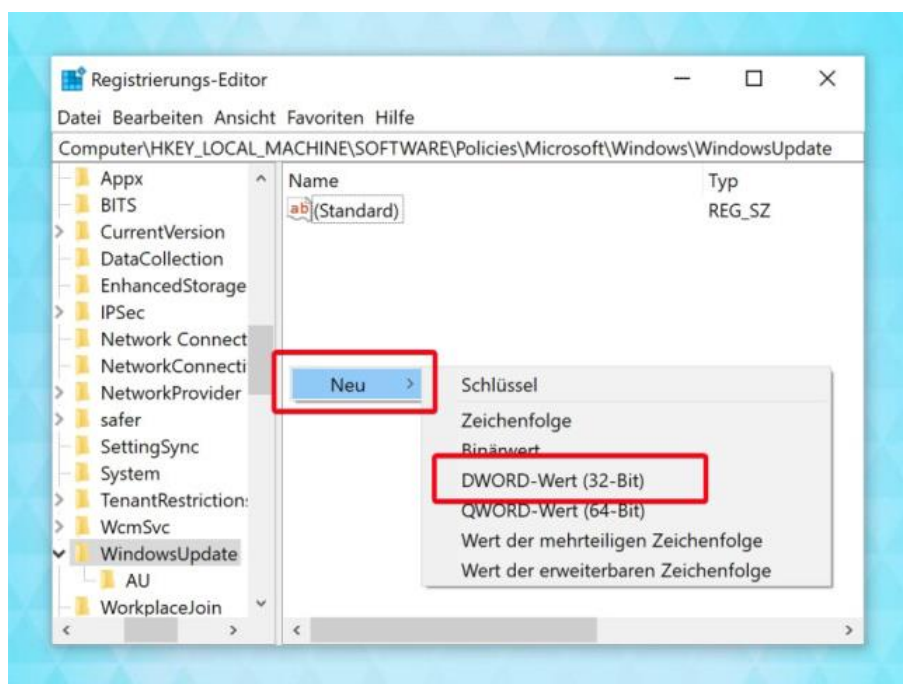 Registrierungs-Editor
Datei Bearbeiten Ansicht Favoriten Hilfe
Computer\HKEY_LOCAL_MACHINE\SOFTWARE\Policies\Microsoft\Windows\WindowsUpdate
Appx
BITS
CurrentVersion
DataCollection
EnhancedStorage
IPSec
Network Connect
NetworkConnecti
NetworkProvider
safer
SettingSync
System
TenantRestriction
WcmSvc
WindowsUpdate
AU
WorkplaceJoin
Name Typ
ab (Standard) REG_SZ
Neu
Schlüssel
Zeichenfolge
Binärwert
DWORD-Wert (32-Bit)
QWORD-Wert (64-Bit)
Wert der mehrteiligen Zeichenfolge
Wert der erweiterbaren Zeichenfolge